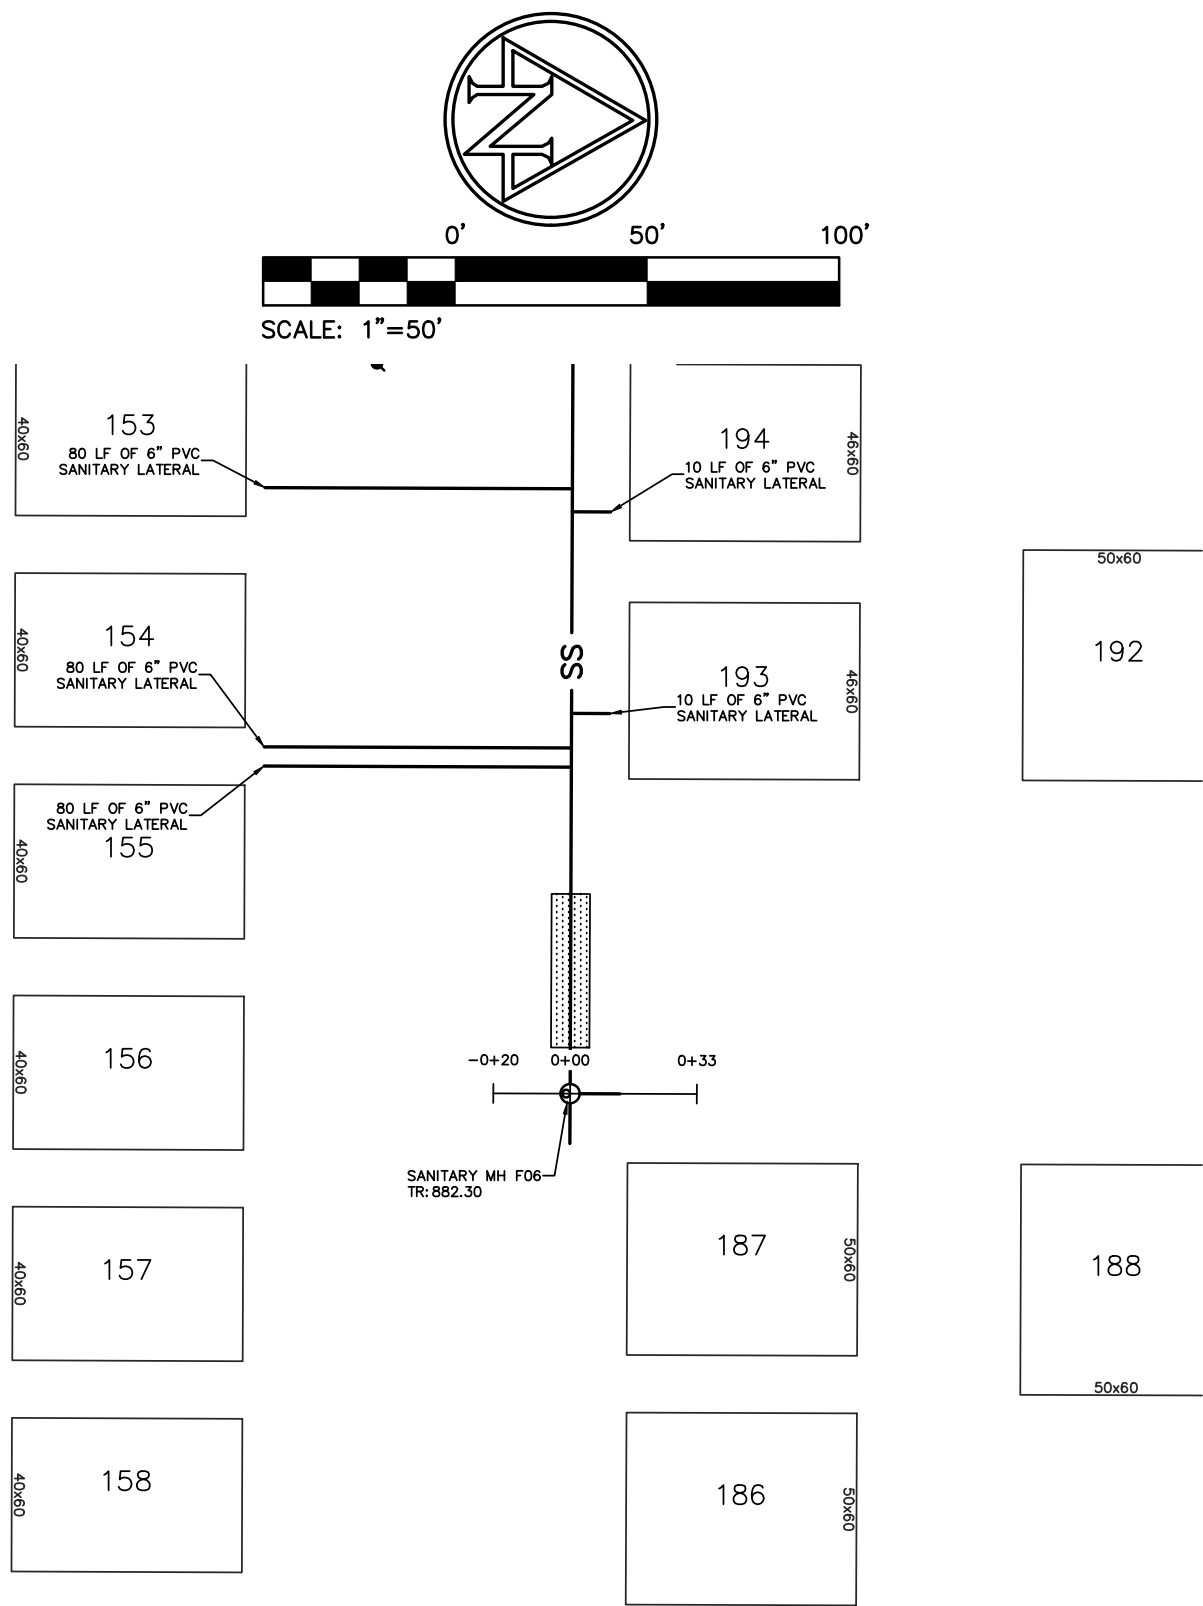 N
0' 50' 100'
SCALE: 1"=50'
40x60
153
80 LF OF 6" PVC
SANITARY LATERAL
194
46x60
10 LF OF 6" PVC
SANITARY LATERAL
50x60
192
40x60
154
80 LF OF 6" PVC
SANITARY LATERAL
SS
193
46x60
10 LF OF 6" PVC
SANITARY LATERAL
80 LF OF 6" PVC
SANITARY LATERAL
155
40x60
-0+20 0+00 0+33
156
40x60
SANITARY MH F06
TR: 882.30
187
50x60
188
50x60
157
40x60
158
40x60
186
50x60